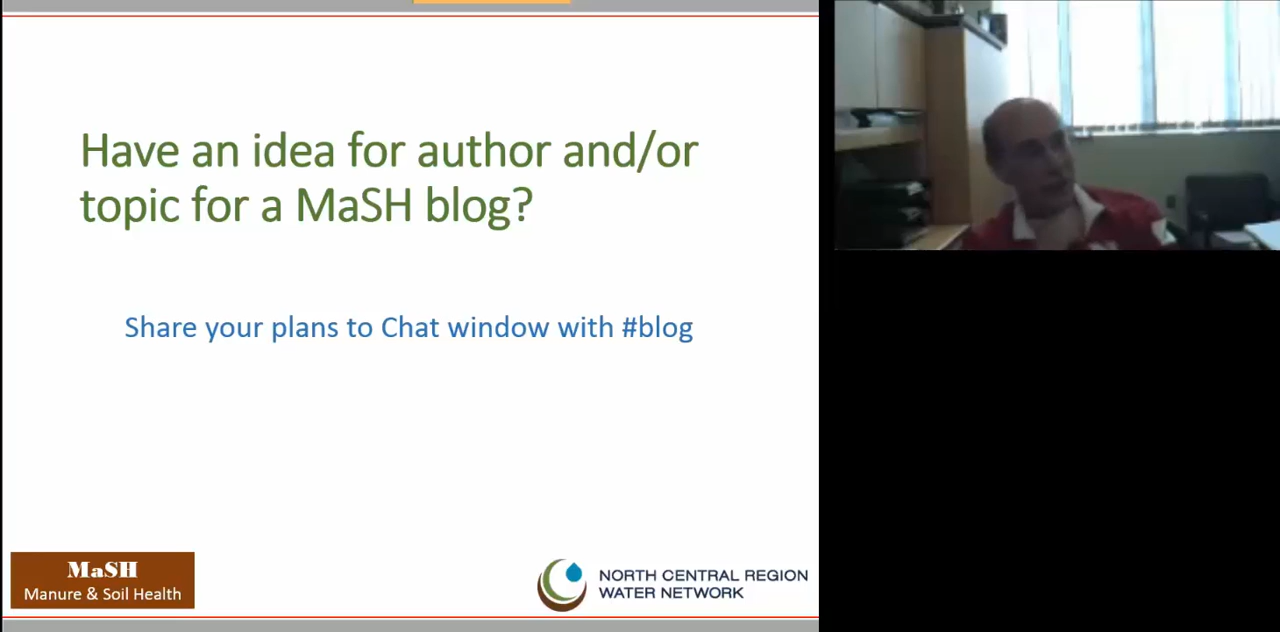 Have an idea for author and/or
topic for a MaSH blog?
Share your plans to Chat window with #blog
MaSH
Manure & Soil Health
NORTH CENTRAL REGION
WATER NETWORK